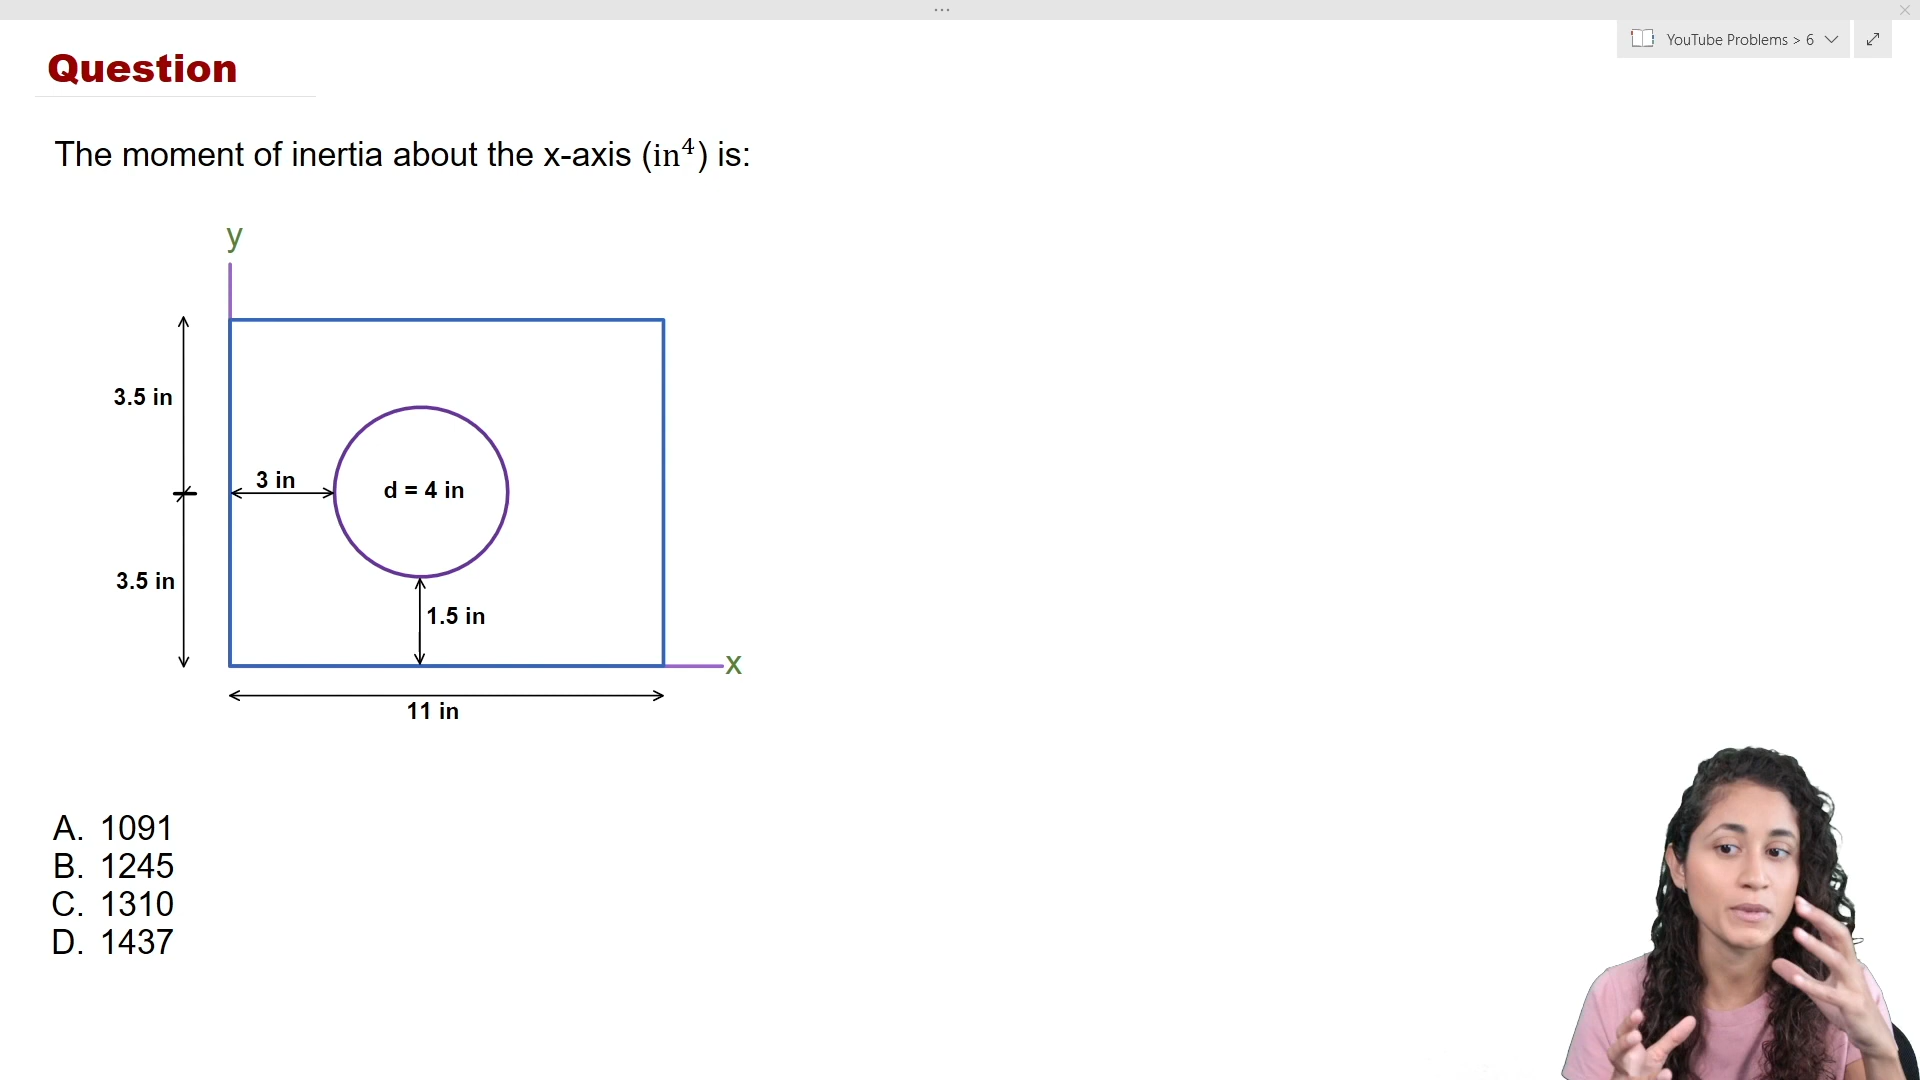 ...
YouTube Problems > 6
Question
The moment of inertia about the x-axis (in⁴) is:
y
3.5 in
3 in
d = 4 in
3.5 in
1.5 in
x
11 in
A. 1091
B. 1245
C. 1310
D. 1437